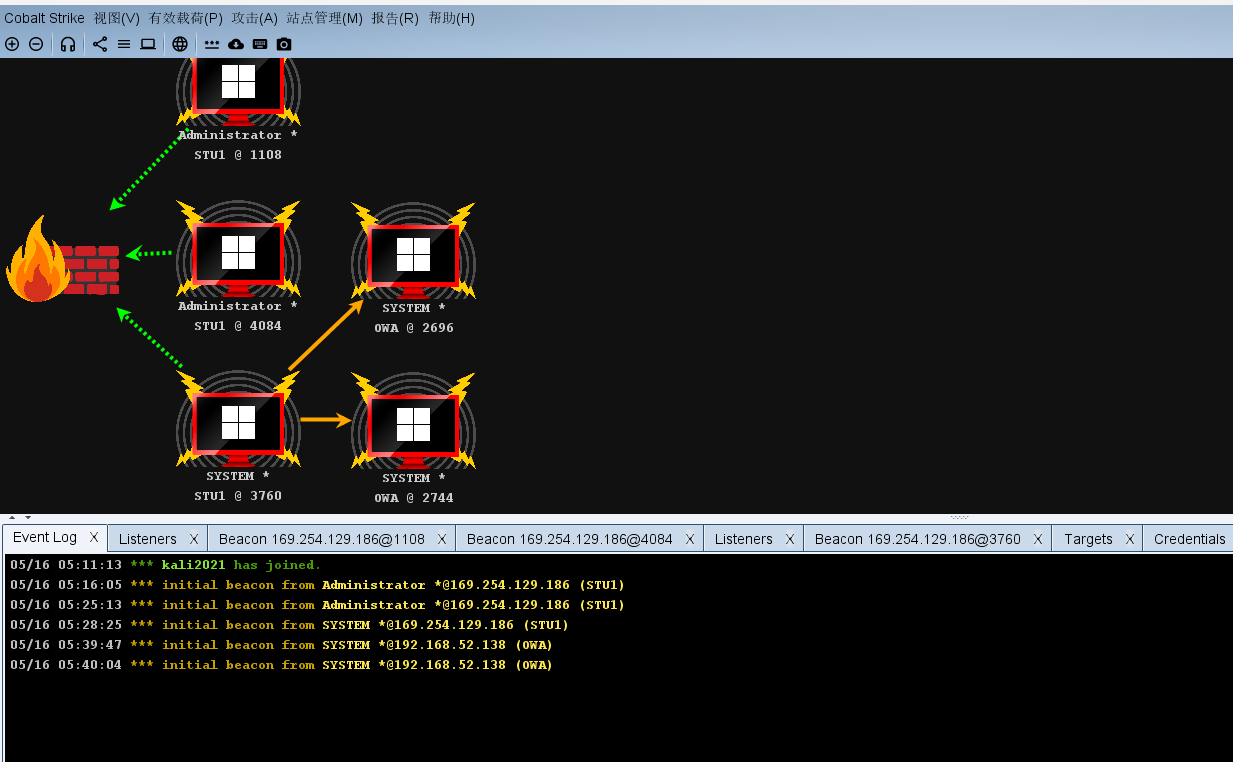 Cobalt Strike 视图(V) 有效载荷(P) 攻击(A) 站点管理(M) 报告(R) 帮助(H)
Administrator *
STU1 @ 1108
Administrator *
STU1 @ 4084
SYSTEM *
OWA @ 2696
SYSTEM *
STU1 @ 3760
SYSTEM *
OWA @ 2744
Event Log X Listeners X Beacon 169.254.129.186@1108 X Beacon 169.254.129.186@4084 X Listeners X Beacon 169.254.129.186@3760 X Targets X Credentials
05/16 05:11:13 *** kali2021 has joined.
05/16 05:16:05 *** initial beacon from Administrator *@169.254.129.186 (STU1)
05/16 05:25:13 *** initial beacon from Administrator *@169.254.129.186 (STU1)
05/16 05:28:25 *** initial beacon from SYSTEM *@169.254.129.186 (STU1)
05/16 05:39:47 *** initial beacon from SYSTEM *@192.168.52.138 (OWA)
05/16 05:40:04 *** initial beacon from SYSTEM *@192.168.52.138 (OWA)